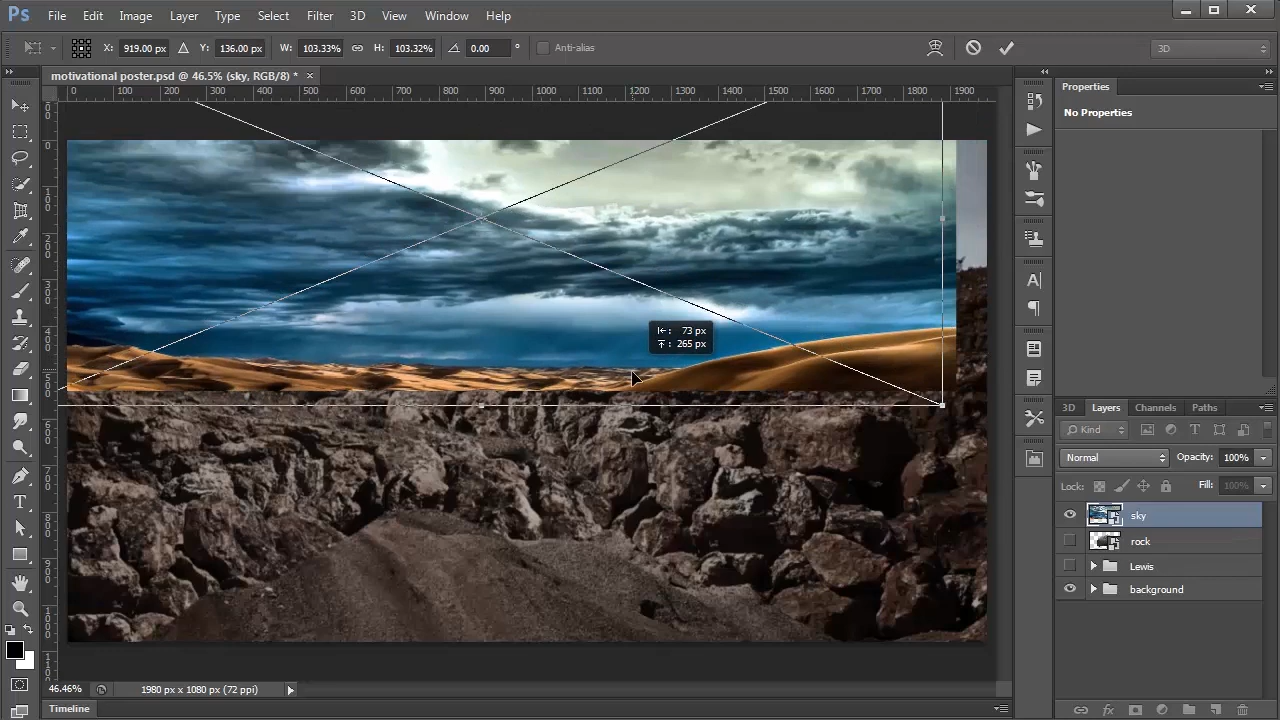 Ps File Edit Image Layer Type Select Filter 3D View Window Help
X: 919.00 px Y: 136.00 px W: 103.33% H: 103.32% 0.00 ° Anti-alias 3D
motivational poster.psd @ 46.5% (sky, RGB/8) * ×
0 100 200 300 400 500 600 700 800 900 1000 1100 1200 1300 1400 1500 1600 1700 1800 1900
Properties
No Properties
73 px
265 px
3D Layers Channels Paths
Kind
Normal Opacity: 100%
Lock: Fill: 100%
sky
rock
Lewis
background
46.46% 1980 px x 1080 px (72 ppi)
Timeline